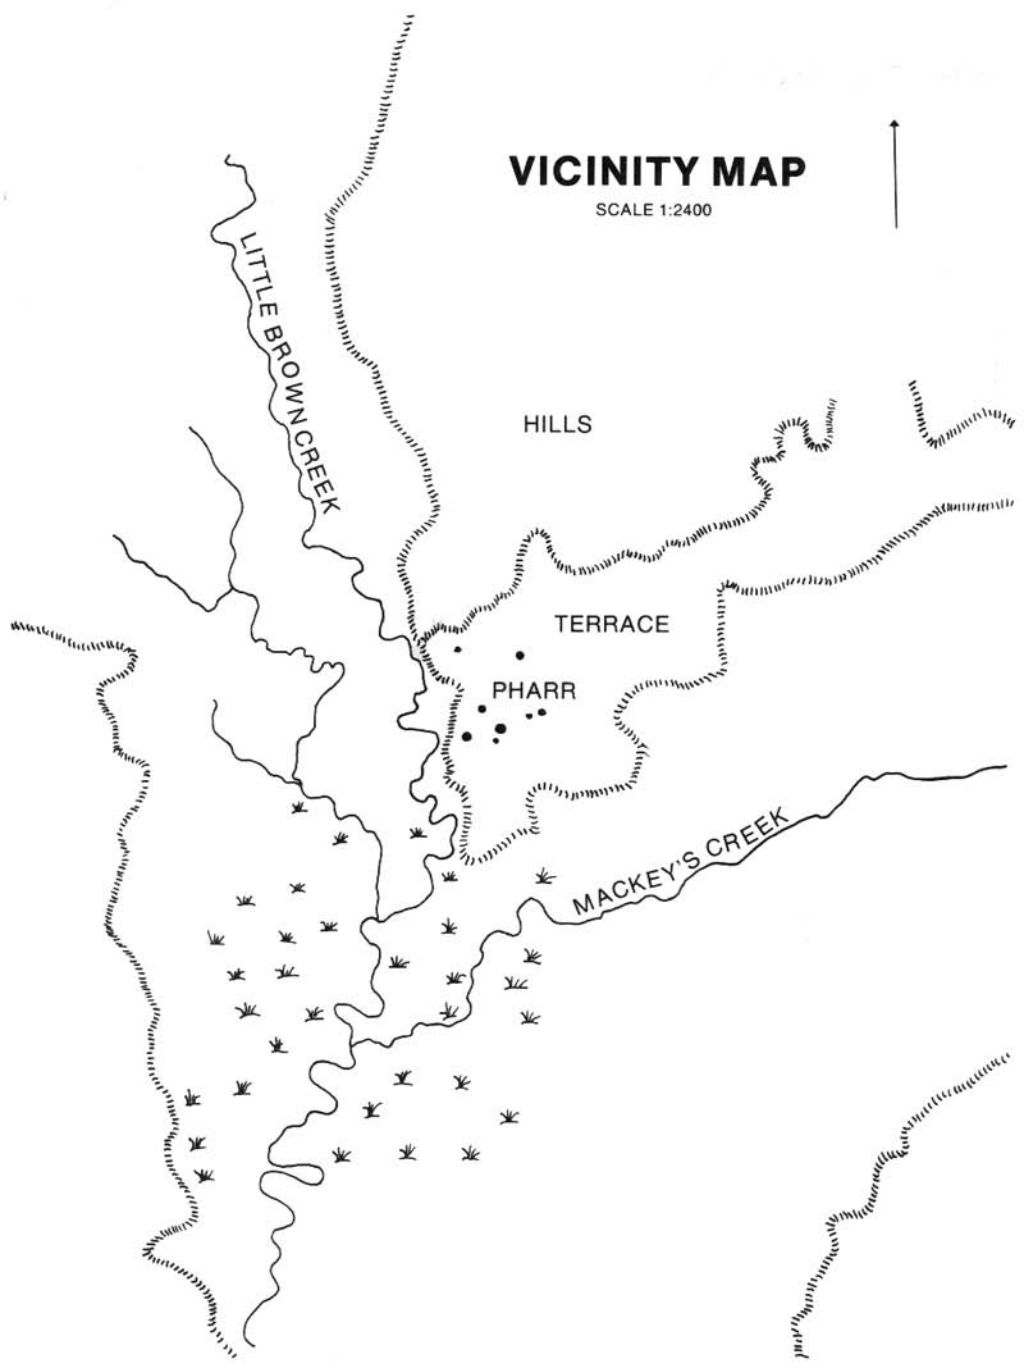 VICINITY MAP
SCALE 1:2400
LITTLE BROWN CREEK
HILLS
TERRACE
PHARR
MACKEY'S CREEK